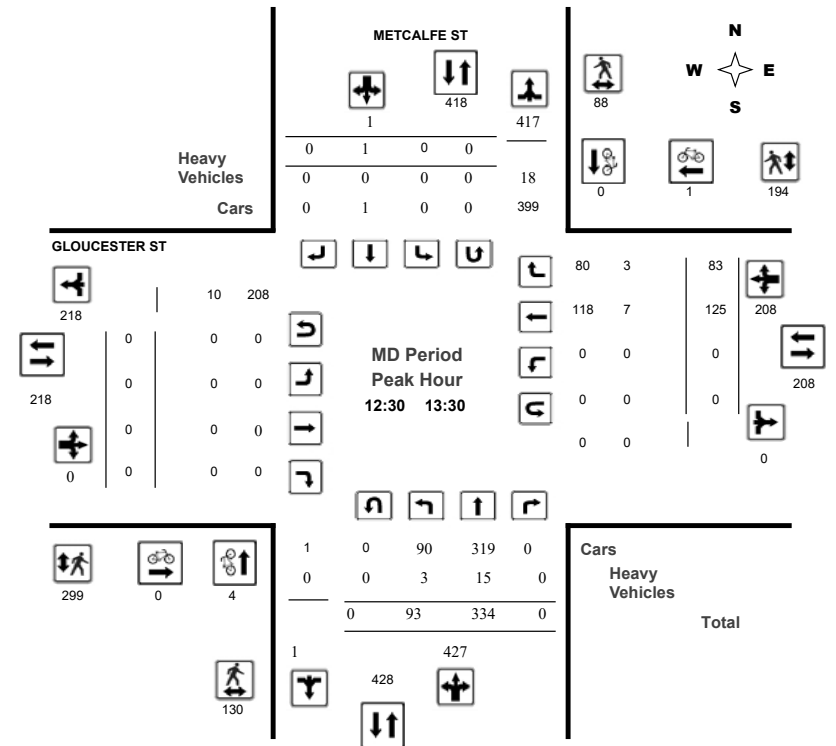 METCALFE ST
N
W E
S
418
88
1 417
0 1 0 0
Heavy
Vehicles 0 0 0 0 18
Cars 0 1 0 0 399
0 1 194
GLOUCESTER ST
218 10 208
80 3 83
118 7 125 208
0 0 0
0 0 0
0 0 0
0 0 0
0 0 0
0 0 0
0 0
218
208
0
0
MD Period
Peak Hour
12:30 13:30
1 0 90 319 0 Cars
0 0 3 15 0 Heavy
Vehicles
0 93 334 0 Total
299 0 4
1 427
428
130